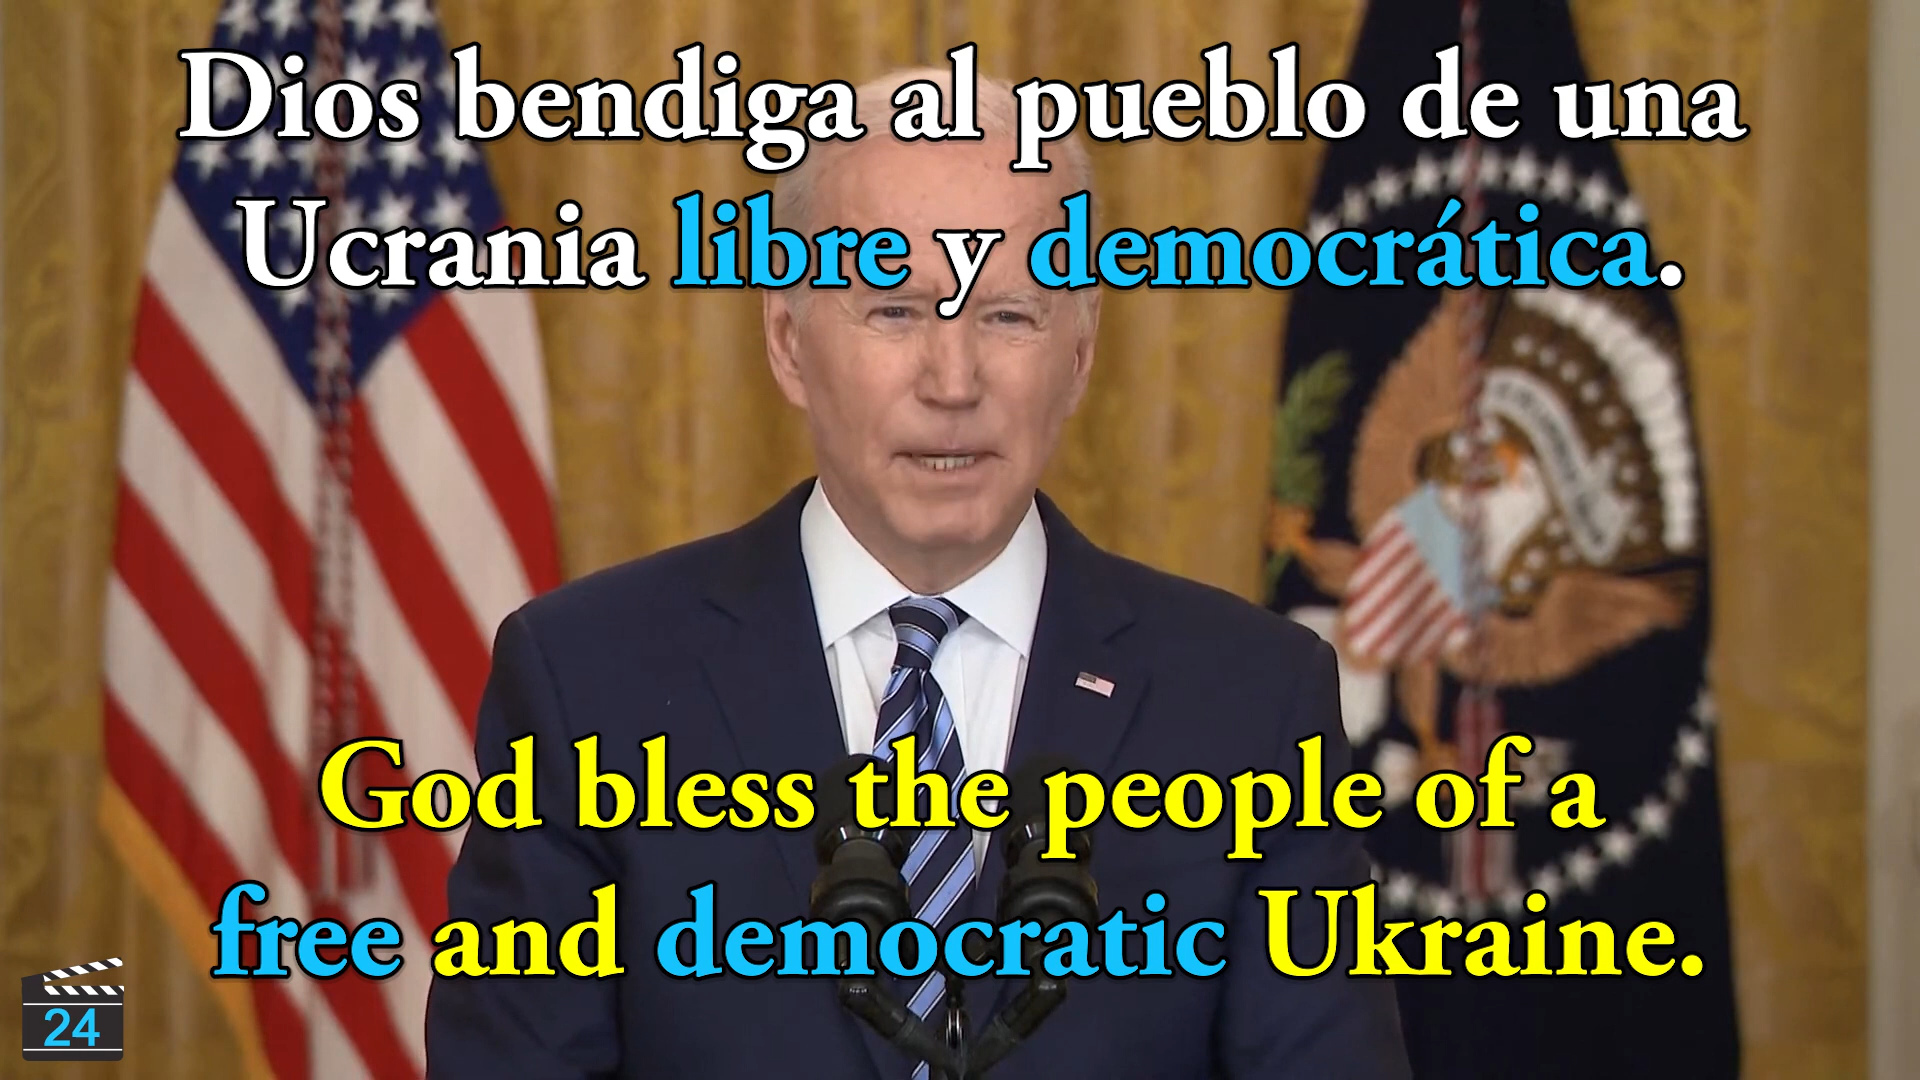 Dios bendiga al pueblo de una
Ucrania libre y democrática.
God bless the people of a
free and democratic Ukraine.
24